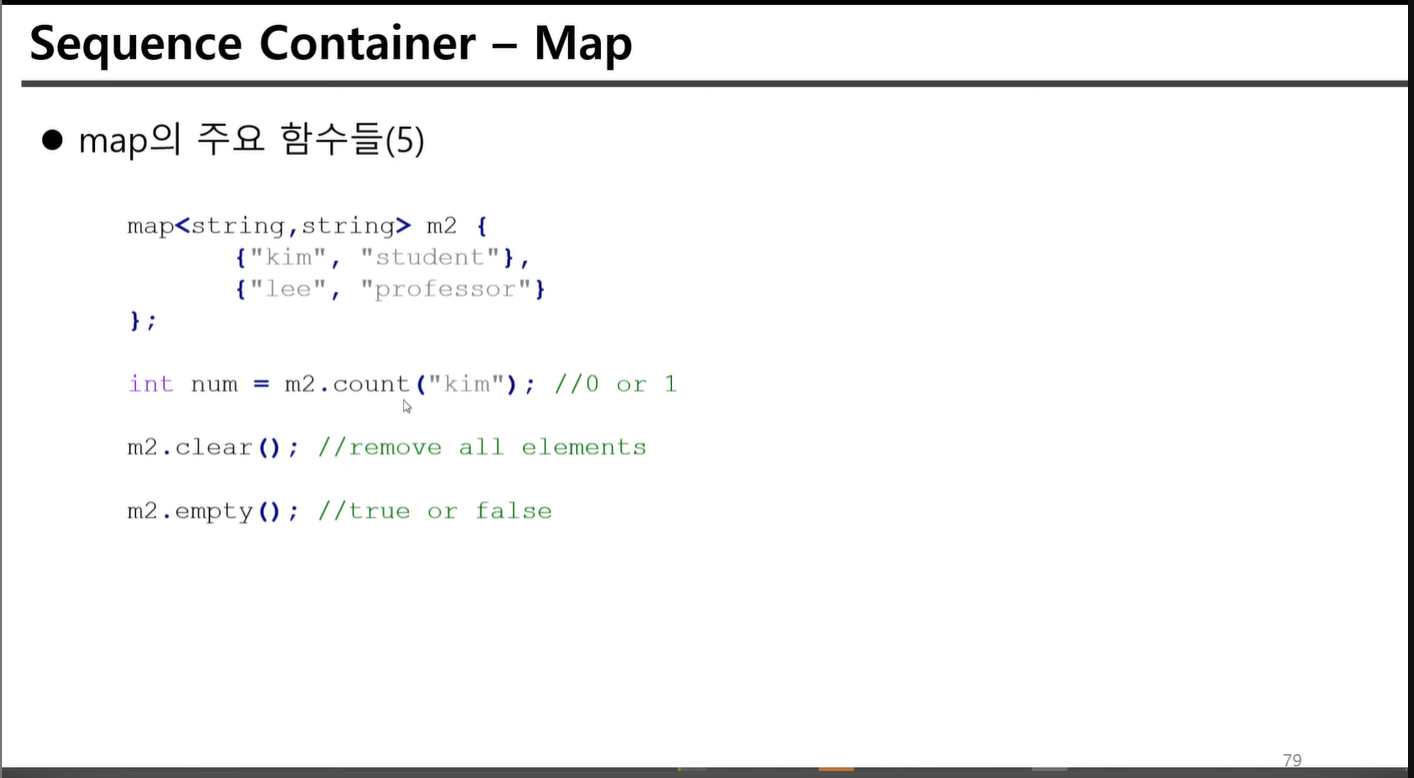 Sequence Container – Map
● map의 주요 함수들(5)
map<string,string> m2 {
{"kim", "student"},
{"lee", "professor"}
};
int num = m2.count("kim"); //0 or 1
m2.clear(); //remove all elements
m2.empty(); //true or false
79